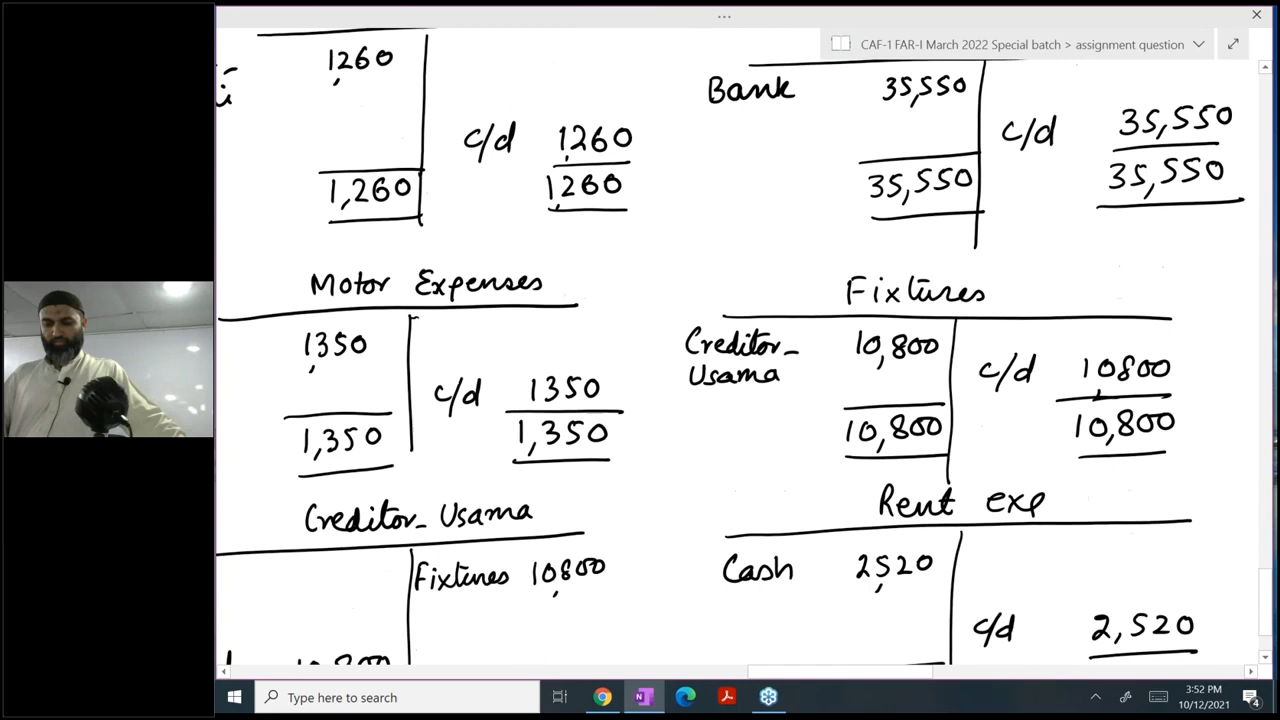 CAF-1 FAR-I March 2022 Special batch > assignment question
1260
c/d 1260
1,260 1260
Bank 35,550
c/d 35,550
35,550 35,550
Motor Expenses
1350
c/d 1350
1,350 1,350
Fixtures
Creditor- 10,800
Usama
c/d 10800
10,800 10,800
Creditor- Usama
Fixtures 10800
Rent exp
Cash 2520
c/d 2,520
Type here to search
3:52 PM
10/12/2021
4